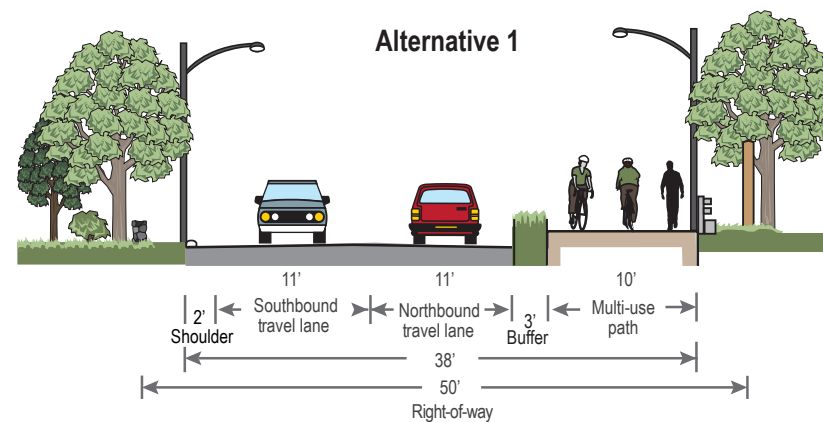 Alternative 1
11’ 11’ 10’
2’ Southbound Northbound 3’ Multi-use
Shoulder travel lane travel lane Buffer path
38’
50’
Right-of-way